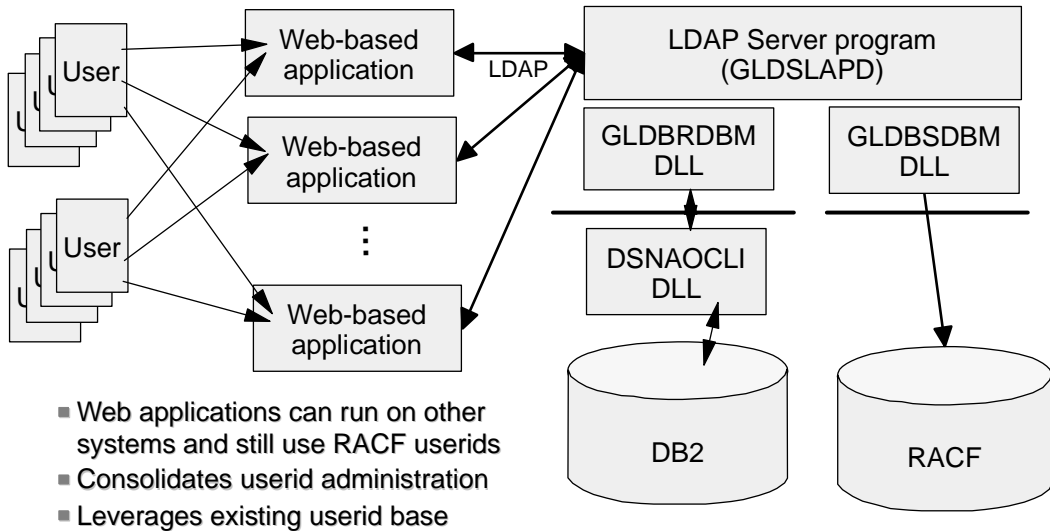 Web-based
application
LDAP Server program
(GLDSLAPD)
User
LDAP
Web-based
application
GLDBRDBM
DLL
GLDBSDBM
DLL
User
DSNAOCLI
DLL
Web-based
application
DB2
RACF
Web applications can run on other
systems and still use RACF userids
Consolidates userid administration
Leverages existing userid base